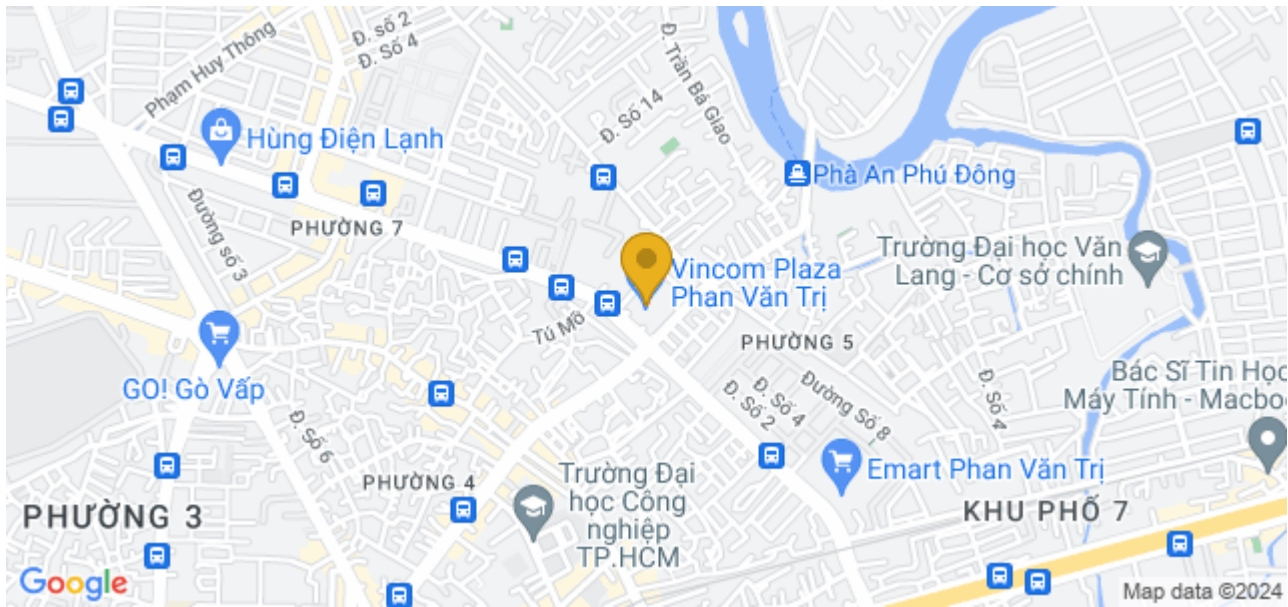 Đ. số 2
Đ. Số 4
Phạm Huy Thông
Đ. Trần Bá Giao
Đ. Số 14
Hùng Điện Lạnh
Phà An Phú Đông
Đường số 3
PHƯỜNG 7
Trường Đại học Văn
Lang - Cơ sở chính
Vincom Plaza
Phan Văn Trị
Tú Mỡ
PHƯỜNG 5
GO! Gò Vấp
Đ. Số 6
Đ. Số 2
Đ. Số 4
Đường Số 8
Đ. Số 4
Bác Sĩ Tin Học
Máy Tính - Macboo
Emart Phan Văn Trị
PHƯỜNG 4
Trường Đại
học Công
nghiệp
TP.HCM
PHƯỜNG 3
KHU PHỐ 7
Google
Map data ©2024